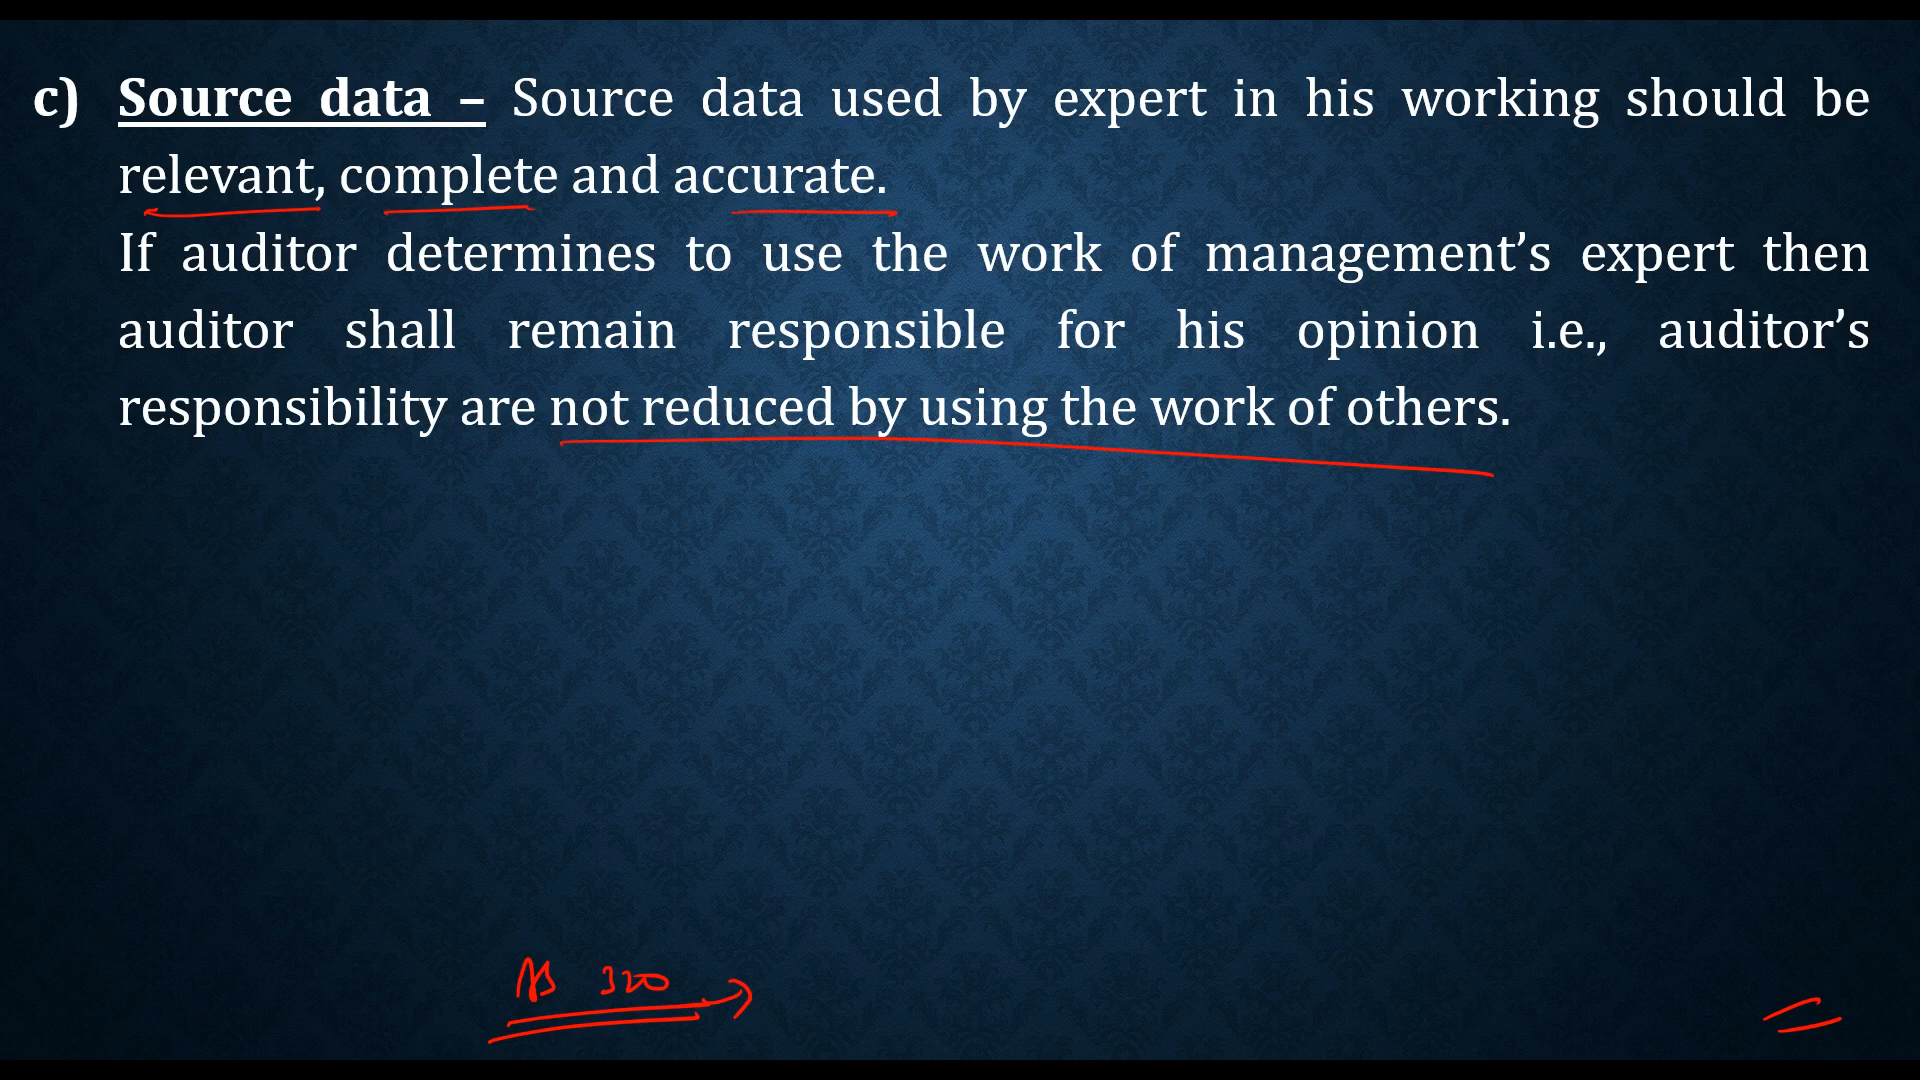 c) Source data – Source data used by expert in his working should be
relevant, complete and accurate.
If auditor determines to use the work of management’s expert then
auditor shall remain responsible for his opinion i.e., auditor’s
responsibility are not reduced by using the work of others.
320